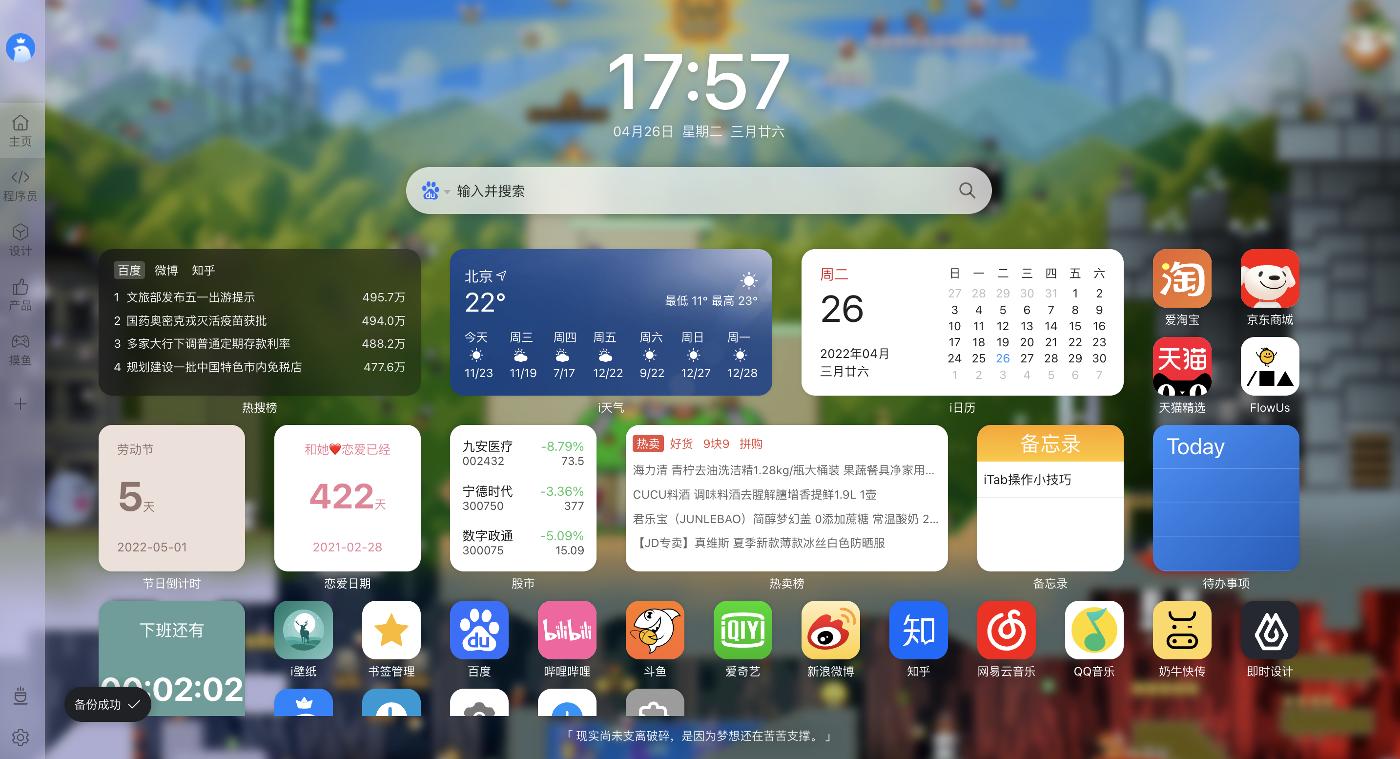 17:57
04月26日 星期二 三月廿六
主页
程序员
设计
产品
摸鱼
输入并搜索
百度 微博 知乎
1 文旅部发布五一出游提示 495.7万
2 国药奥密克戎灭活疫苗获批 494.0万
3 多家大行下调普通定期存款利率 488.2万
4 规划建设一批中国特色市内免税店 477.6万
热搜榜
北京
22°
最低 11° 最高 23°
今天 周三 周四 周五 周六 周日 周一
11/23 11/19 7/17 12/22 9/22 12/27 12/28
i天气
周二
26
2022年04月
三月廿六
日 一 二 三 四 五 六
27 28 29 30 31 1 2
3 4 5 6 7 8 9
10 11 12 13 14 15 16
17 18 19 20 21 22 23
24 25 26 27 28 29 30
1 2 3 4 5 6 7
i日历
淘
爱淘宝
京东商城
天猫
天猫精选
FlowUs
劳动节
5天
2022-05-01
节日倒计时
和她❤️恋爱已经
422天
2021-02-28
恋爱日期
九安医疗 -8.79%
002432 73.5
宁德时代 -3.36%
300750 377
数字政通 -5.09%
300075 15.09
股市
热卖 好货 9块9 拼购
海力清 青柠去油洗洁精1.28kg/瓶大桶装 果蔬餐具净家用...
CUCU料酒 调味料酒去腥解膻增香提鲜1.9L 1壶
君乐宝（JUNLEBAO）简醇梦幻盖 0添加蔗糖 常温酸奶 2...
【JD专卖】真维斯 夏季新款薄款冰丝白色防晒服
热卖榜
备忘录
iTab操作小技巧
备忘录
Today
待办事项
下班还有
00:02:02
i壁纸
书签管理
du
百度
bilibili
哔哩哔哩
斗鱼
iQIYI
爱奇艺
新浪微博
知
知乎
网易云音乐
QQ音乐
奶牛快传
即时设计
备份成功
「 现实尚未支离破碎，是因为梦想还在苦苦支撑。 」